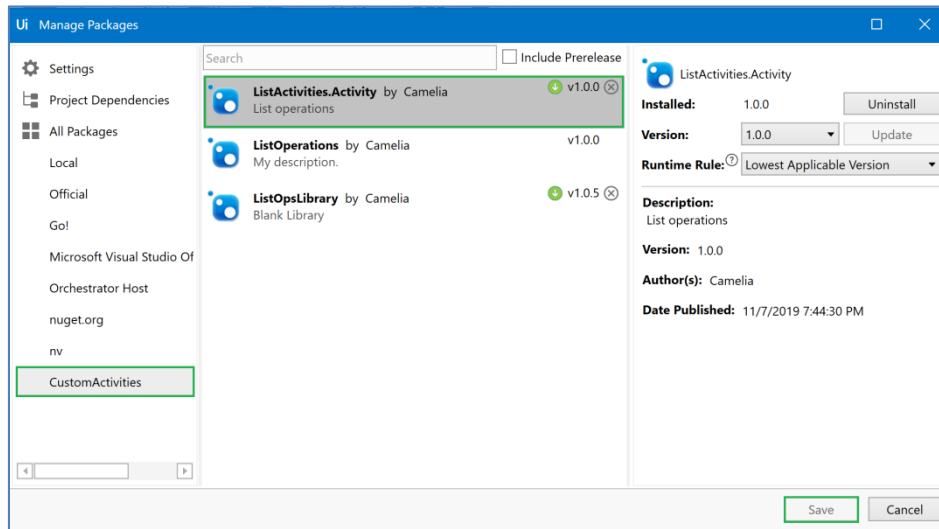 Ui Manage Packages
Settings
Project Dependencies
All Packages
Local
Official
Go!
Microsoft Visual Studio Of
Orchestrator Host
nuget.org
nv
CustomActivities
Search
Include Prerelease
ListActivities.Activity by Camelia
v1.0.0
List operations
ListOperations by Camelia
v1.0.0
My description.
ListOpsLibrary by Camelia
v1.0.5
Blank Library
ListActivities.Activity
Installed: 1.0.0 Uninstall
Version: 1.0.0 Update
Runtime Rule: ? Lowest Applicable Version
Description:
List operations
Version: 1.0.0
Author(s): Camelia
Date Published: 11/7/2019 7:44:30 PM
Save Cancel